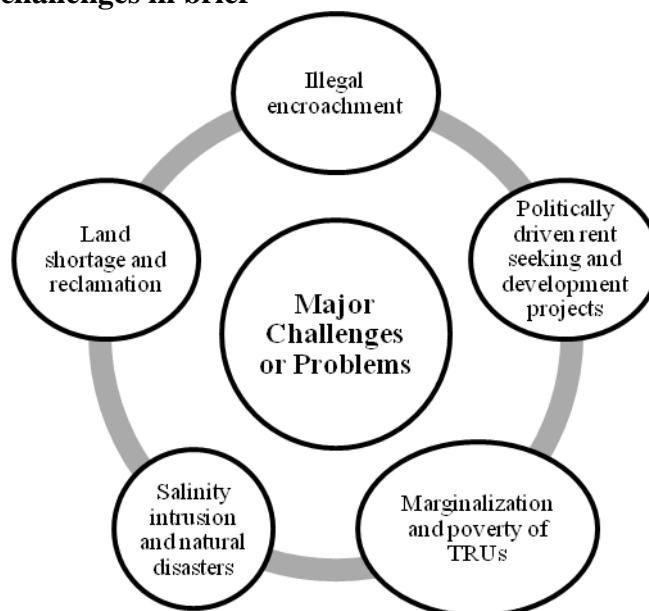 challenges in brief
Illegal
encroachment
Politically
driven rent
seeking and
development
projects
Land
shortage and
reclamation
Major
Challenges
or Problems
Salinity
intrusion
and natural
disasters
Marginalization
and poverty of
TRUs